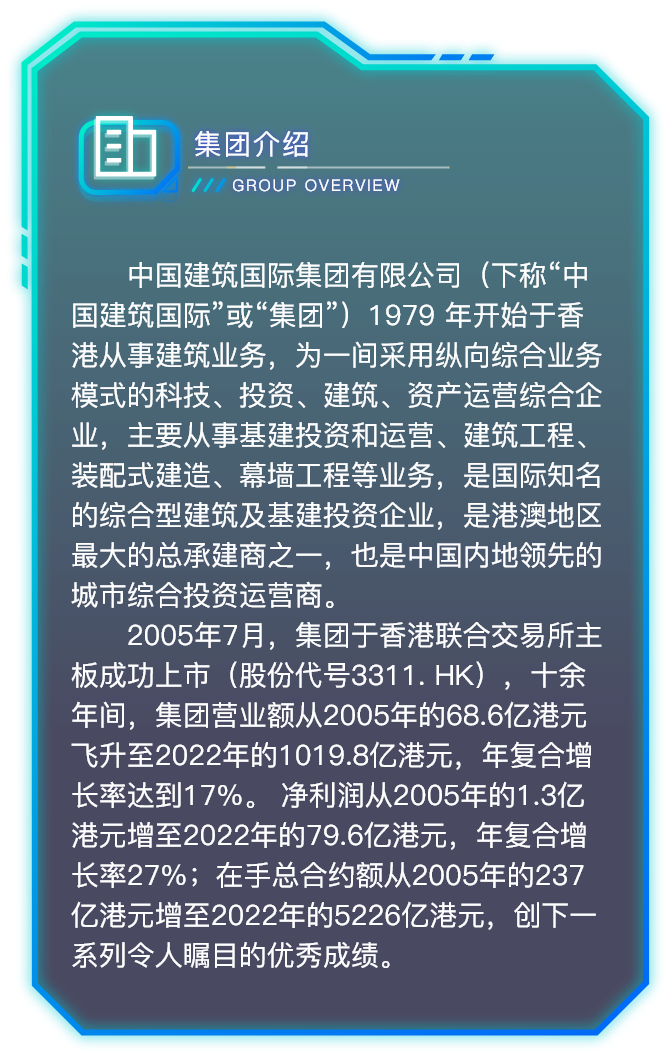 集团介绍
GROUP OVERVIEW
中国建筑国际集团有限公司（下称“中
国建筑国际”或“集团”）1979 年开始于香
港从事建筑业务，为一间采用纵向综合业务
模式的科技、投资、建筑、资产运营综合企
业，主要从事基建投资和运营、建筑工程、
装配式建造、幕墙工程等业务，是国际知名
的综合型建筑及基建投资企业，是港澳地区
最大的总承建商之一，也是中国内地领先的
城市综合投资运营商。
2005年7月，集团于香港联合交易所主
板成功上市（股份代号3311. HK），十余
年间，集团营业额从2005年的68.6亿港元
飞升至2022年的1019.8亿港元，年复合增
长率达到17%。 净利润从2005年的1.3亿
港元增至2022年的79.6亿港元，年复合增
长率27%；在手总合约额从2005年的237
亿港元增至2022年的5226亿港元，创下一
系列令人瞩目的优秀成绩。